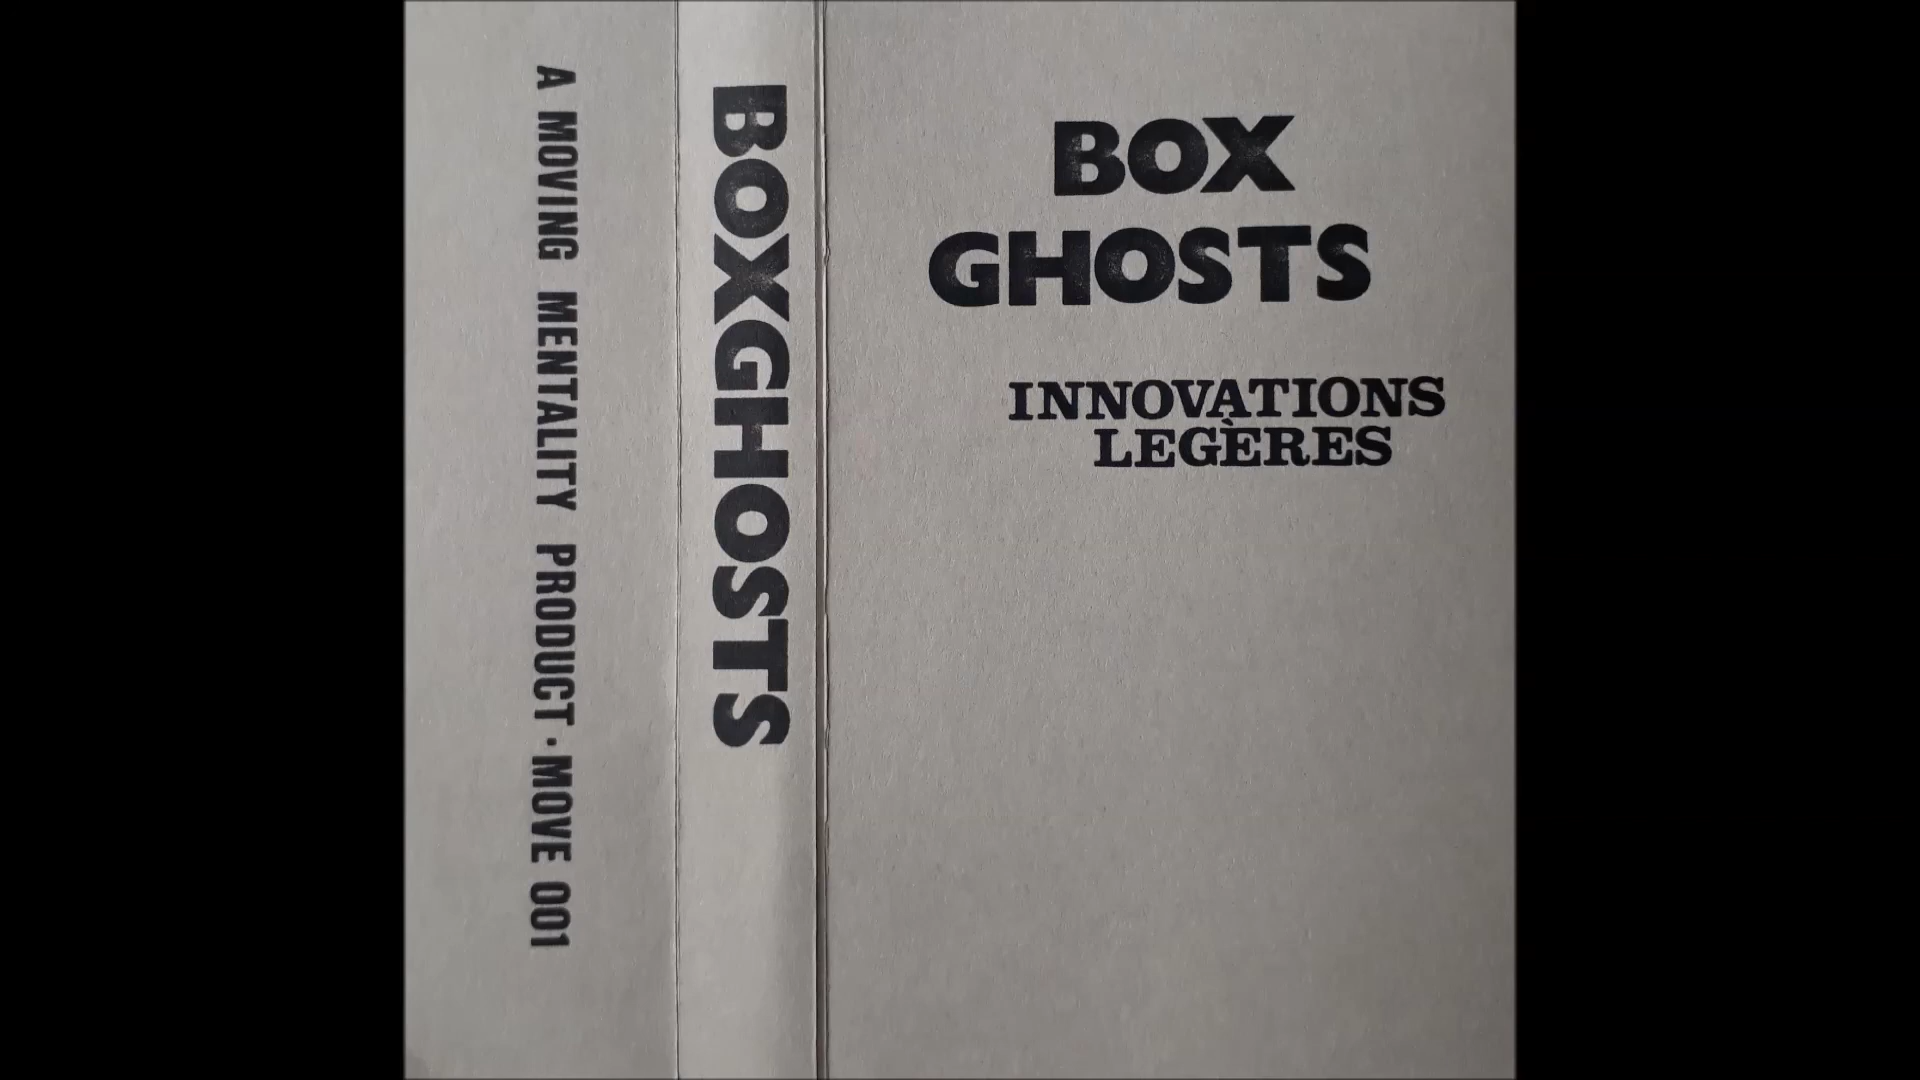 A MOVING MENTALITY PRODUCT · MOVE 001
BOXGHOSTS
BOX
GHOSTS
INNOVATIONS
LEGÈRES